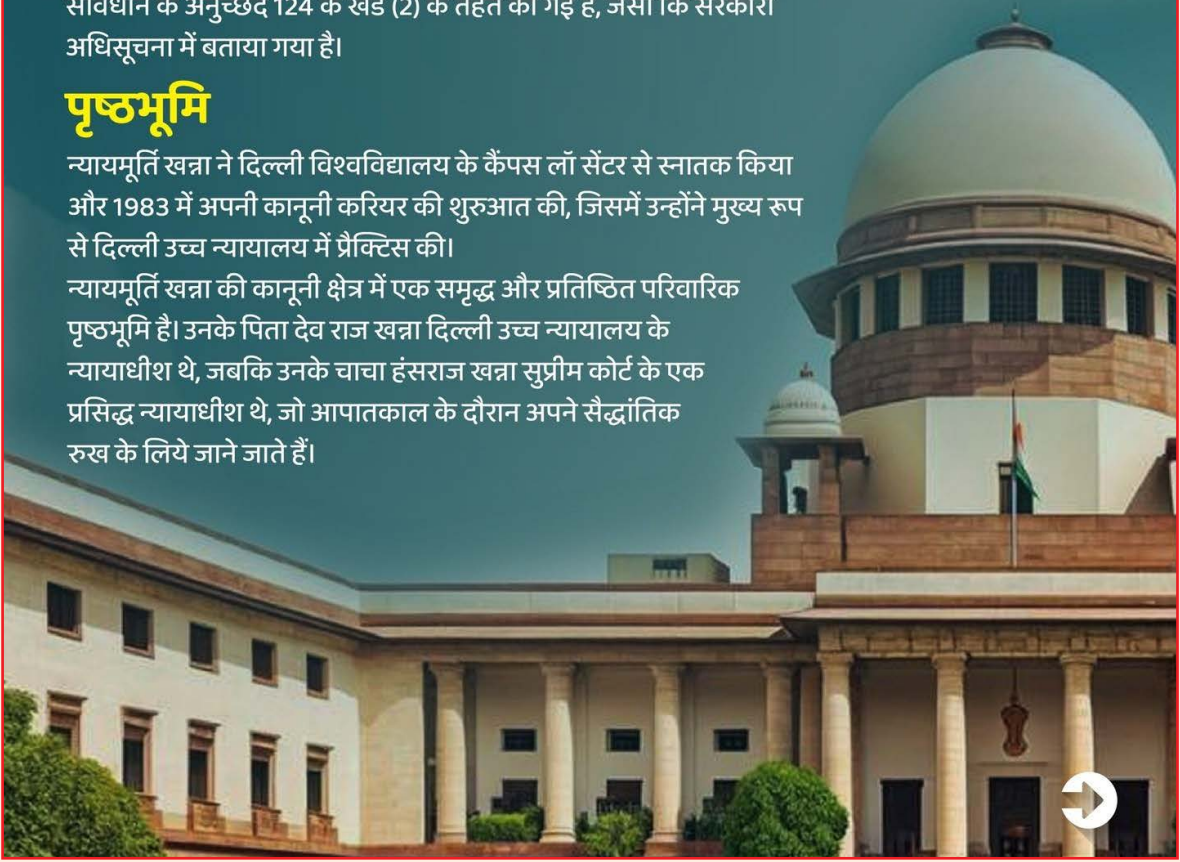 संविधान के अनुच्छेद 124 के खंड (2) के तहत की गई है, जैसा कि सरकारी
अधिसूचना में बताया गया है।
पृष्ठभूमि
न्यायमूर्ति खन्ना ने दिल्ली विश्वविद्यालय के कैंपस लॉ सेंटर से स्नातक किया
और 1983 में अपनी कानूनी करियर की शुरुआत की, जिसमें उन्होंने मुख्य रूप
से दिल्ली उच्च न्यायालय में प्रैक्टिस की।
न्यायमूर्ति खन्ना की कानूनी क्षेत्र में एक समृद्ध और प्रतिष्ठित परिवारिक
पृष्ठभूमि है। उनके पिता देव राज खन्ना दिल्ली उच्च न्यायालय के
न्यायाधीश थे, जबकि उनके चाचा हंसराज खन्ना सुप्रीम कोर्ट के एक
प्रसिद्ध न्यायाधीश थे, जो आपातकाल के दौरान अपने सैद्धांतिक
रुख के लिये जाने जाते हैं।